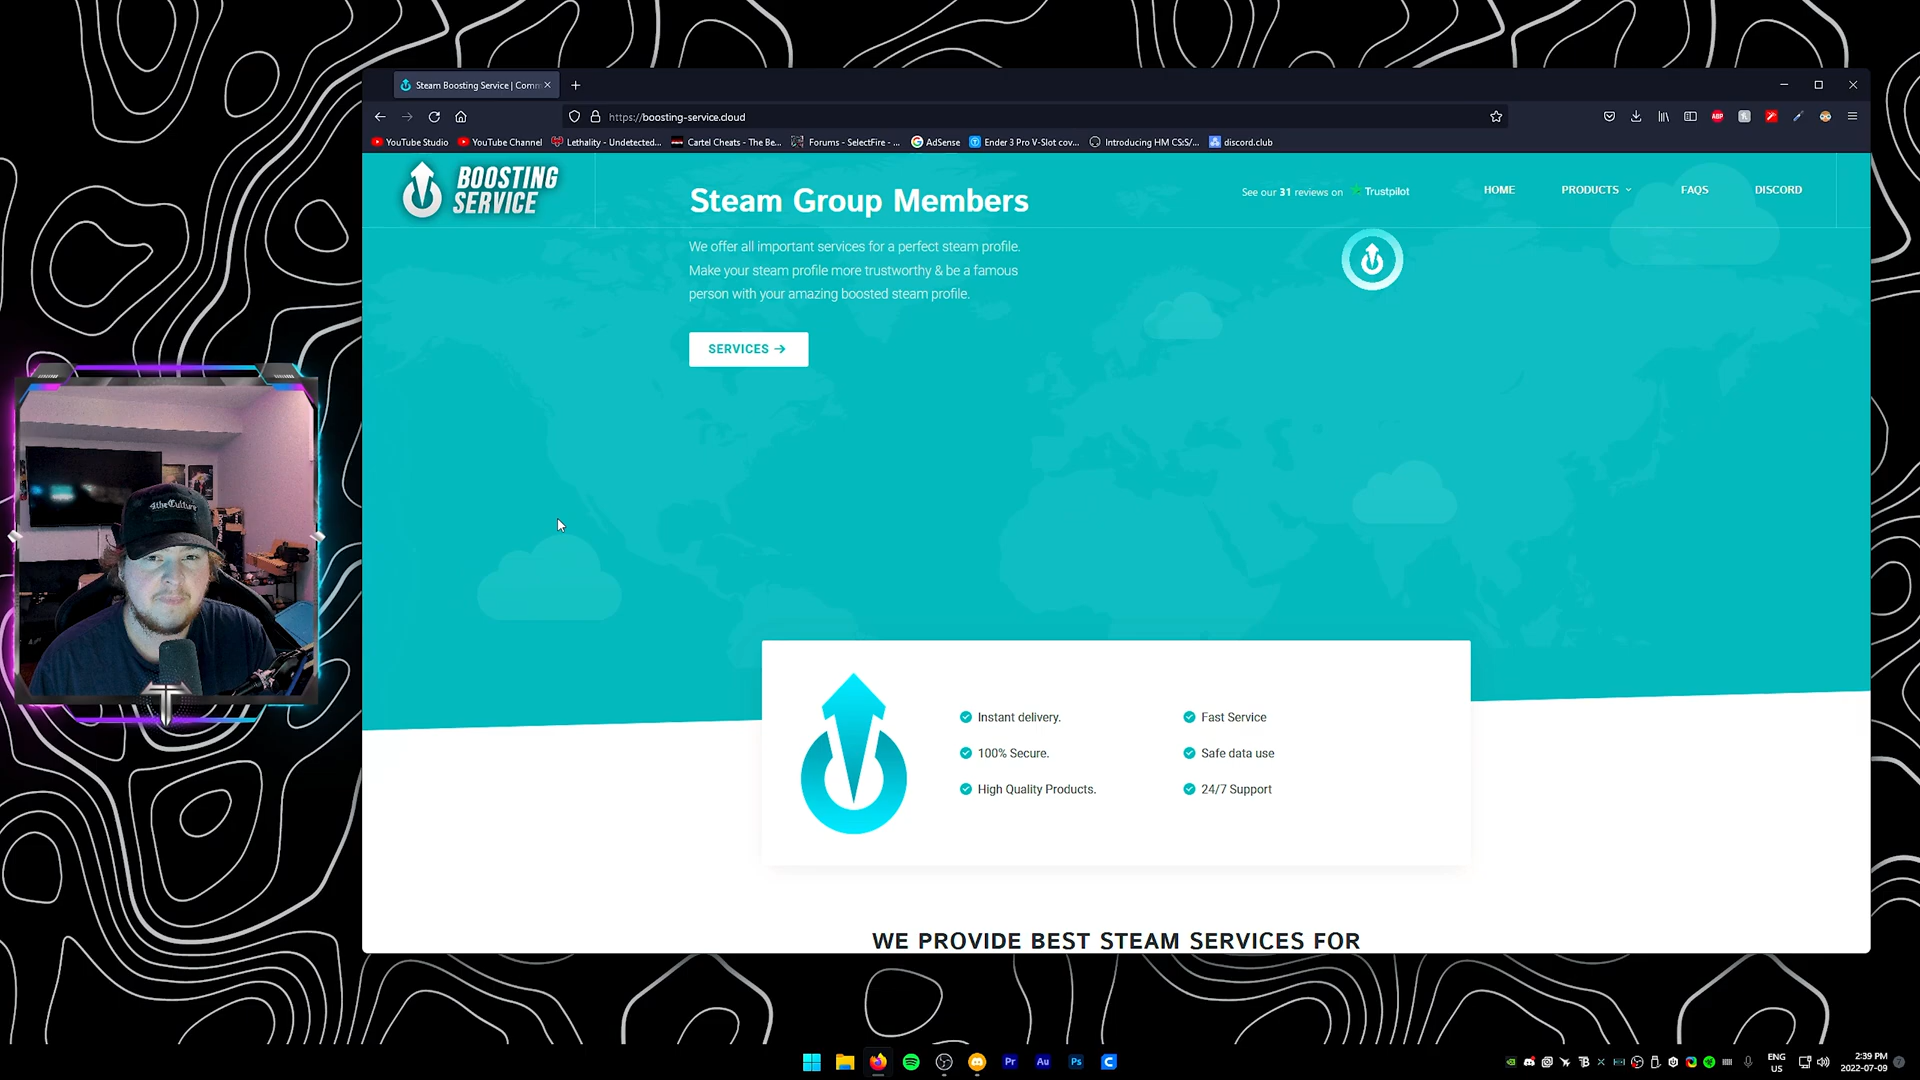 Steam Boosting Service | Comm
https://boosting-service.cloud
YouTube Studio YouTube Channel Lethality - Undetected... Cartel Cheats - The Be... Forums - SelectFire - ... AdSense Ender 3 Pro V-Slot cov... Introducing HM CS:S/... discord.club
ABP
BOOSTING
SERVICE
Steam Group Members
See our 31 reviews on Trustpilot
HOME PRODUCTS FAQS DISCORD
We offer all important services for a perfect steam profile.
Make your steam profile more trustworthy & be a famous
person with your amazing boosted steam profile.
SERVICES
4theCulture
Instant delivery. Fast Service
100% Secure. Safe data use
High Quality Products. 24/7 Support
WE PROVIDE BEST STEAM SERVICES FOR
Pr Au Ps
ENG
US
2:39 PM
2022-07-09